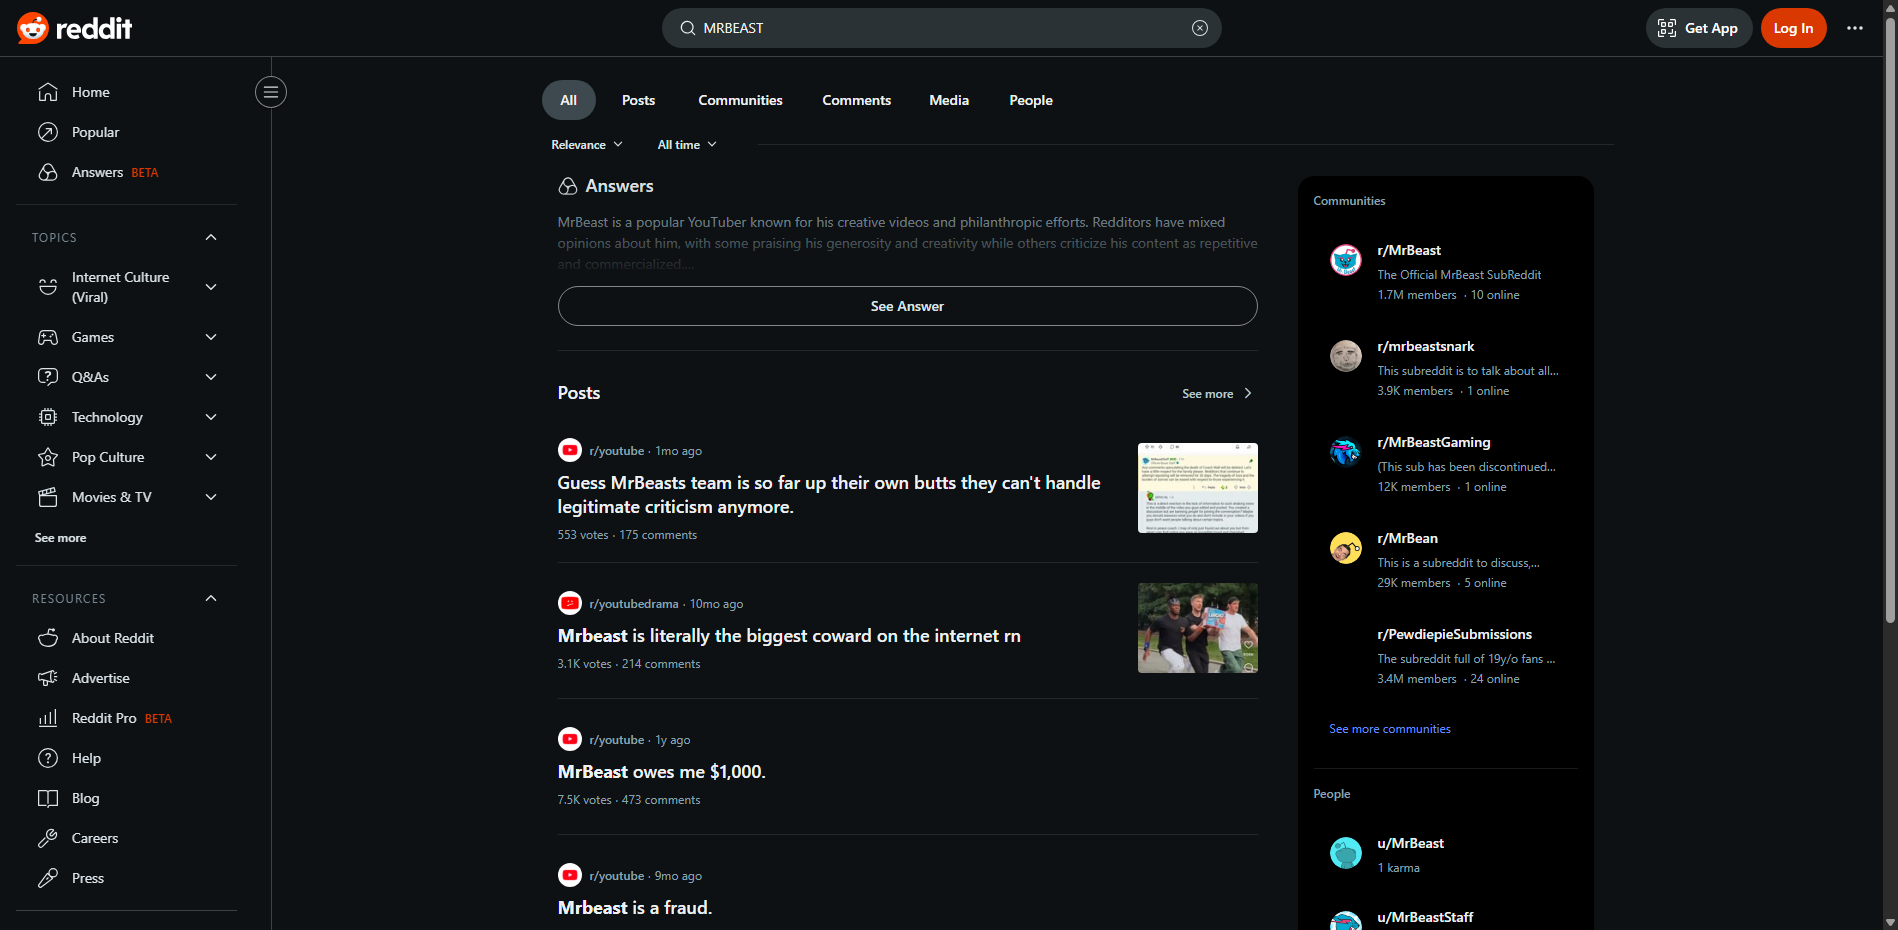 reddit
MRBEAST
Get App
Log In
Home
Popular
Answers BETA
TOPICS
Internet Culture
(Viral)
Games
Q&As
Technology
Pop Culture
Movies & TV
See more
RESOURCES
About Reddit
Advertise
Reddit Pro BETA
Help
Blog
Careers
Press
All
Posts
Communities
Comments
Media
People
Relevance
All time
Answers
MrBeast is a popular YouTuber known for his creative videos and philanthropic efforts. Redditors have mixed
opinions about him, with some praising his generosity and creativity while others criticize his content as repetitive
and commercialized....
See Answer
Posts
See more
r/youtube · 1mo ago
Guess MrBeasts team is so far up their own butts they can't handle
legitimate criticism anymore.
553 votes · 175 comments
r/youtubedrama · 10mo ago
Mrbeast is literally the biggest coward on the internet rn
3.1K votes · 214 comments
r/youtube · 1y ago
MrBeast owes me $1,000.
7.5K votes · 473 comments
r/youtube · 9mo ago
Mrbeast is a fraud.
Communities
r/MrBeast
The Official MrBeast SubReddit
1.7M members · 10 online
r/mrbeastsnark
This subreddit is to talk about all...
3.9K members · 1 online
r/MrBeastGaming
(This sub has been discontinued...
12K members · 1 online
r/MrBean
This is a subreddit to discuss,...
29K members · 5 online
r/PewdiepieSubmissions
The subreddit full of 19y/o fans ...
3.4M members · 24 online
See more communities
People
u/MrBeast
1 karma
u/MrBeastStaff